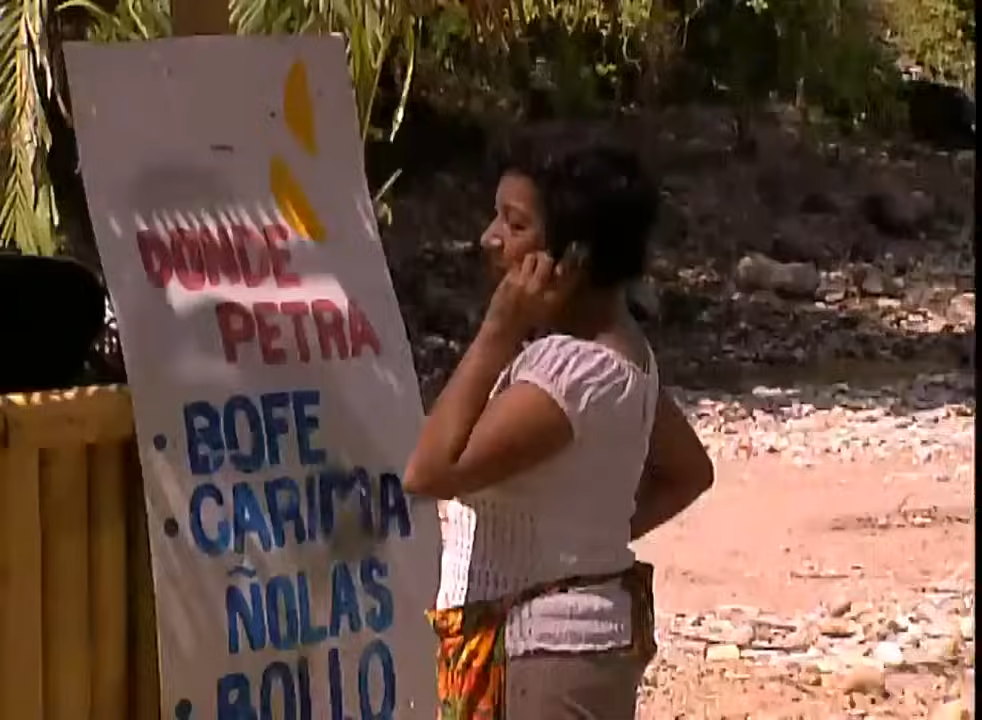 DONDE
PETRA
• BOFE
• CARIMA
ÑOLAS
• BOLLO